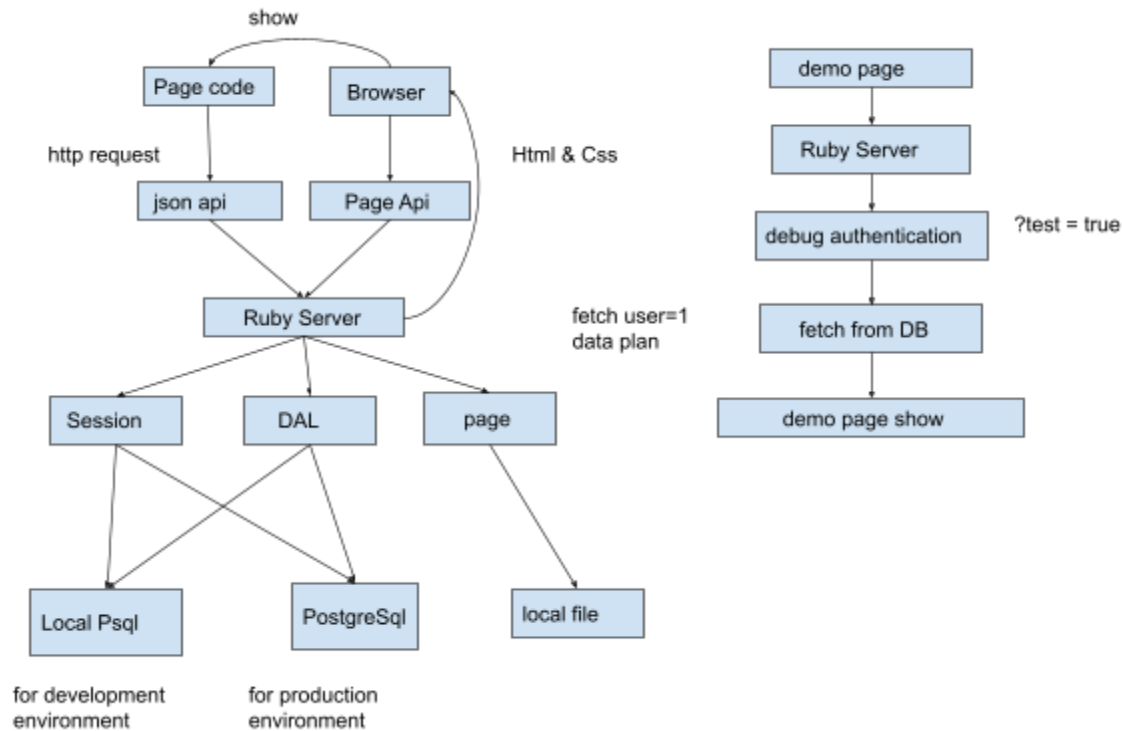 show
Page code
Browser
http request
Html & Css
json api
Page Api
Ruby Server
Session
DAL
page
Local Psql
PostgreSql
local file
for development
environment
for production
environment
demo page
Ruby Server
debug authentication
?test = true
fetch user=1
data plan
fetch from DB
demo page show